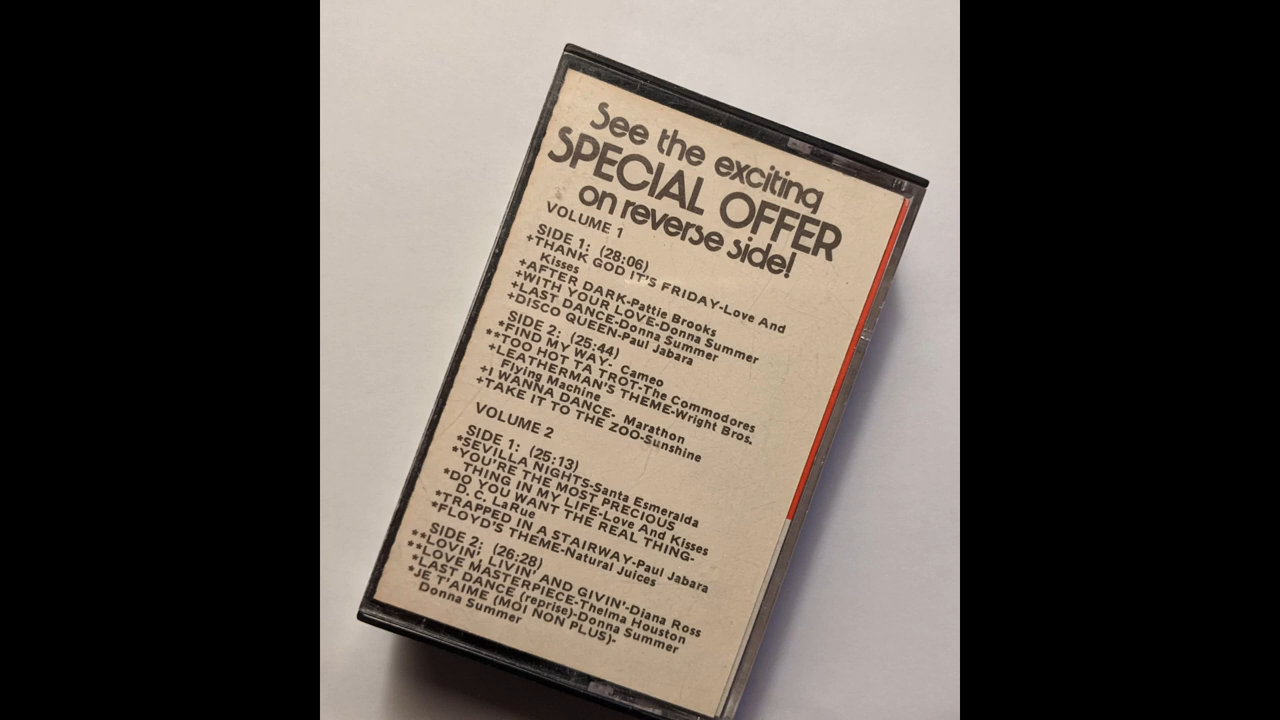 See the exciting
SPECIAL OFFER
on reverse side!
VOLUME 1
SIDE 1: (28:06)
+THANK GOD IT'S FRIDAY-Love And
Kisses
+AFTER DARK-Pattie Brooks
+WITH YOUR LOVE-Donna Summer
+LAST DANCE-Donna Summer
+DISCO QUEEN-Paul Jabara
SIDE 2: (25:44)
*FIND MY WAY- Cameo
**TOO HOT TA TROT-The Commodores
+LEATHERMAN'S THEME-Wright Bros.
Flying Machine
+I WANNA DANCE- Marathon
+TAKE IT TO THE ZOO-Sunshine
VOLUME 2
SIDE 1: (25:13)
*SEVILLA NIGHTS-Santa Esmeralda
*YOU'RE THE MOST PRECIOUS
THING IN MY LIFE-Love And Kisses
*DO YOU WANT THE REAL THING-
D. C. LaRue
*TRAPPED IN A STAIRWAY-Paul Jabara
*FLOYD'S THEME-Natural Juices
SIDE 2: (26:28)
**LOVIN', LIVIN' AND GIVIN'-Diana Ross
**LOVE MASTERPIECE-Thelma Houston
*LAST DANCE (reprise)-Donna Summer
*JE T'AIME (MOI NON PLUS)-
Donna Summer